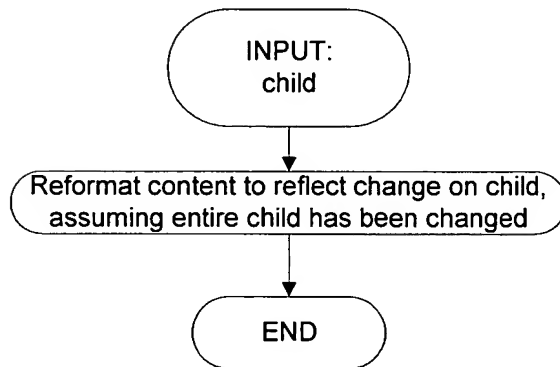 INPUT:
child
Reformat content to reflect change on child,
assuming entire child has been changed
END